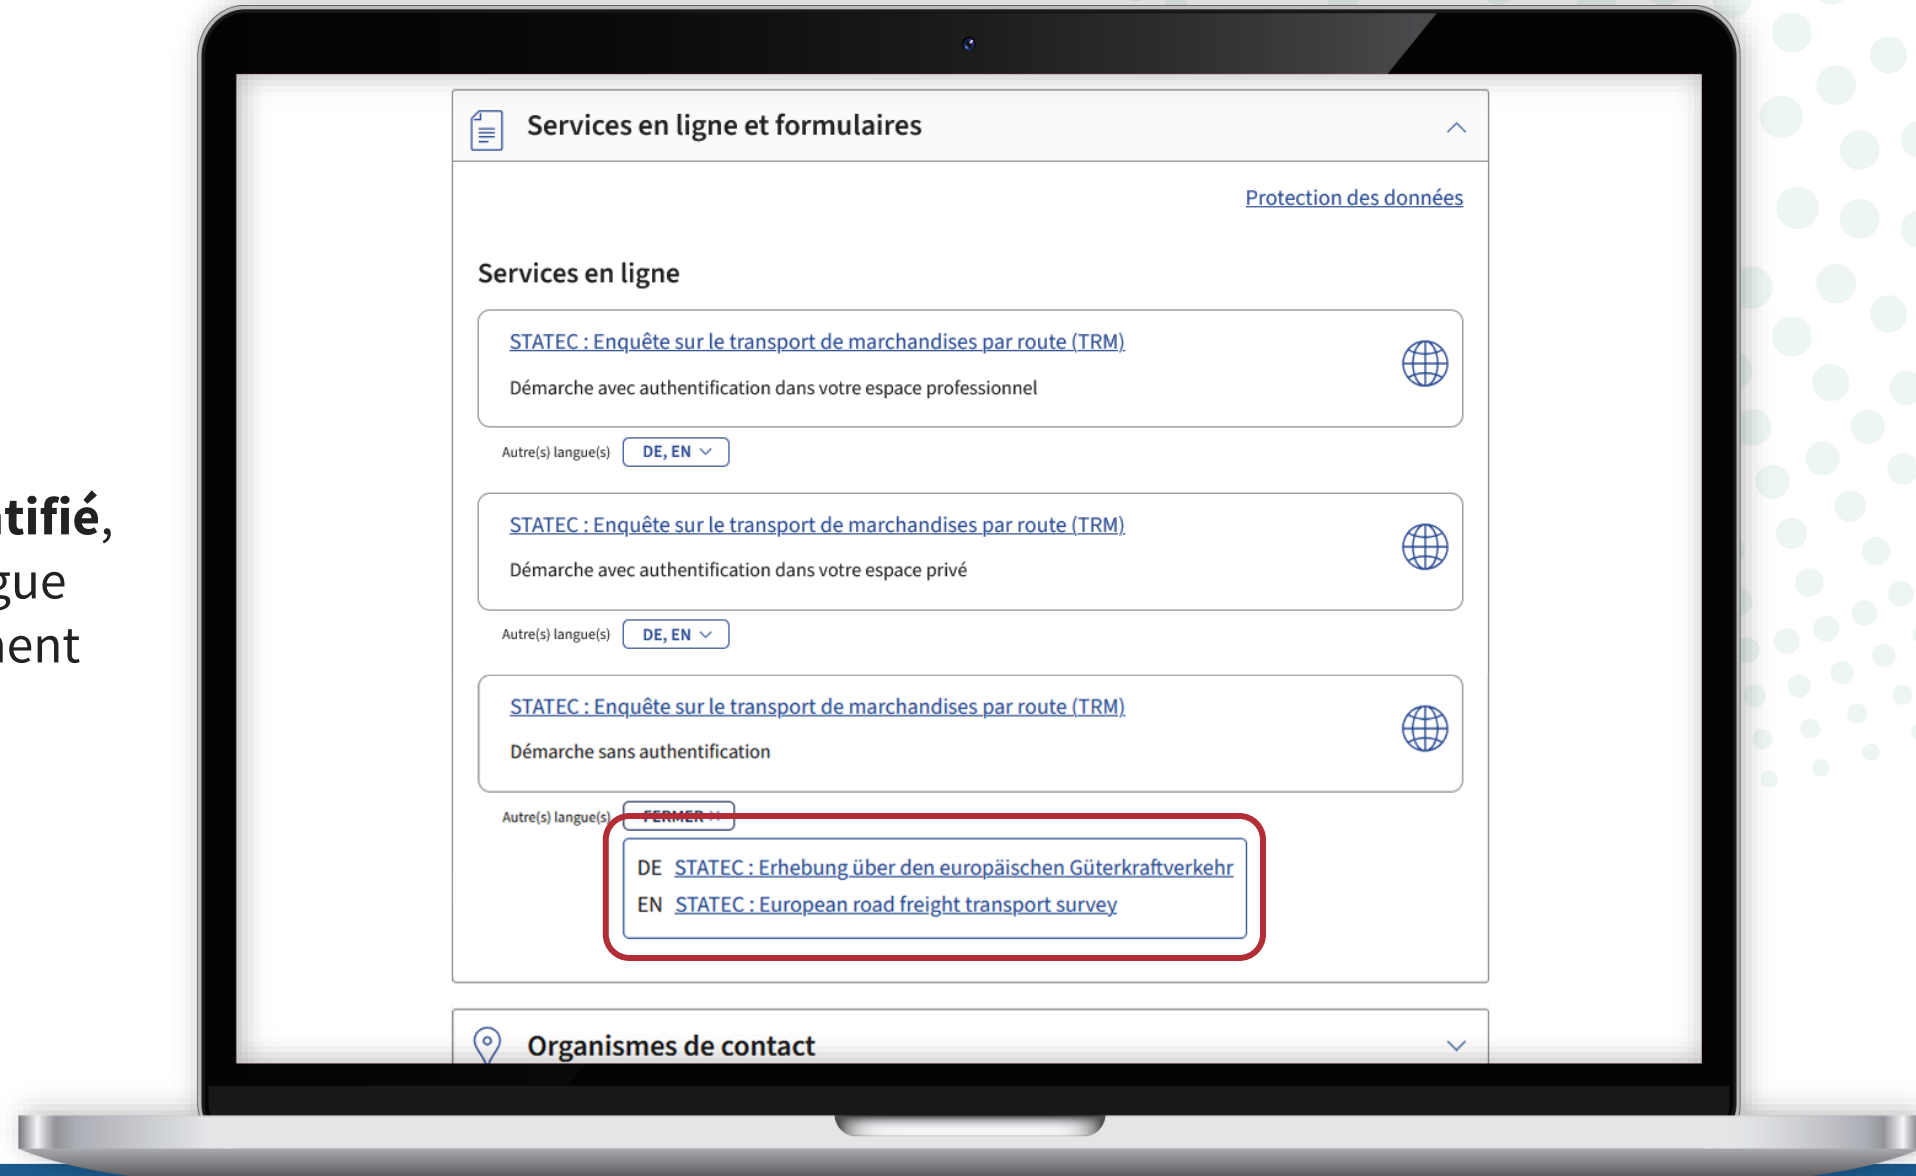 Services en ligne et formulaires
Protection des données
Services en ligne
STATEC : Enquête sur le transport de marchandises par route (TRM)
Démarche avec authentification dans votre espace professionnel
Autre(s) langue(s) DE, EN
STATEC : Enquête sur le transport de marchandises par route (TRM)
Démarche avec authentification dans votre espace privé
Autre(s) langue(s) DE, EN
STATEC : Enquête sur le transport de marchandises par route (TRM)
Démarche sans authentification
Autre(s) langue(s) FERMER
DE STATEC : Erhebung über den europäischen Güterkraftverkehr
EN STATEC : European road freight transport survey
Organismes de contact